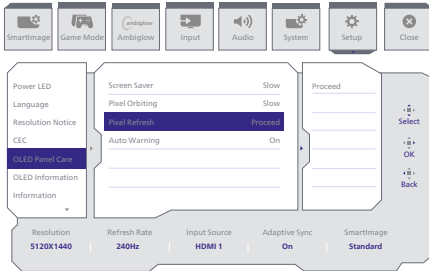 SmartImage Game Mode Ambiglow Input Audio System Setup Close
ambiglow
Power LED
Language
Resolution Notice
CEC
OLED Panel Care
OLED Information
Information
Screen Saver Slow
Pixel Orbiting Slow
Pixel Refresh Proceed
Auto Warning On
Proceed
Select
OK
Back
Resolution Refresh Rate Input Source Adaptive Sync SmartImage
5120X1440 240Hz HDMI 1 On Standard